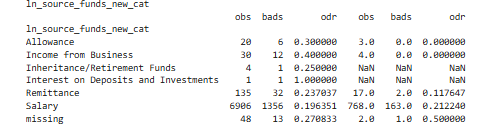 ln_source_funds_new_cat
obs bads odr obs bads odr
ln_source_funds_new_cat
Allowance 20 6 0.300000 3.0 0.0 0.000000
Income from Business 30 12 0.400000 4.0 0.0 0.000000
Inheritance/Retirement Funds 4 1 0.250000 NaN NaN NaN
Interest on Deposits and Investments 1 1 1.000000 NaN NaN NaN
Remittance 135 32 0.237037 17.0 2.0 0.117647
Salary 6906 1356 0.196351 768.0 163.0 0.212240
missing 48 13 0.270833 2.0 1.0 0.500000